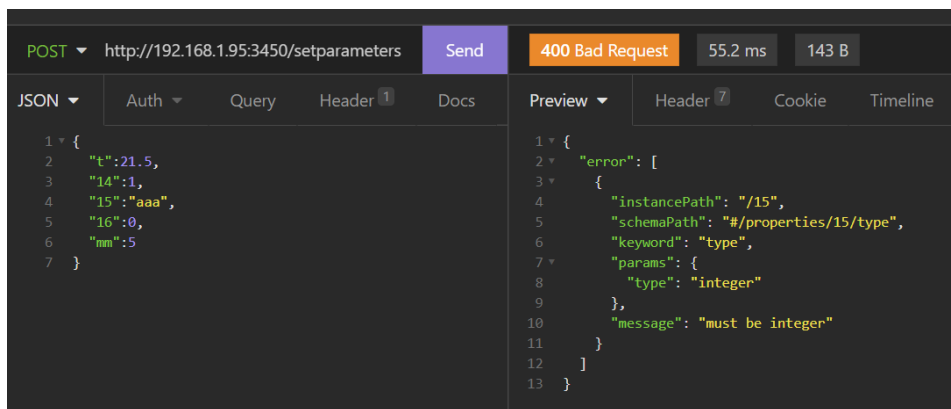 POST http://192.168.1.95:3450/setparameters Send 400 Bad Request 55.2 ms 143 B
JSON Auth Query Header 1 Docs Preview Header 7 Cookie Timeline
1 {
2 "t":21.5,
3 "14":1,
4 "15":"aaa",
5 "16":0,
6 "mm":5
7 }
1 {
2 "error": [
3 {
4 "instancePath": "/15",
5 "schemaPath": "#/properties/15/type",
6 "keyword": "type",
7 "params": {
8 "type": "integer"
9 },
10 "message": "must be integer"
11 }
12 ]
13 }